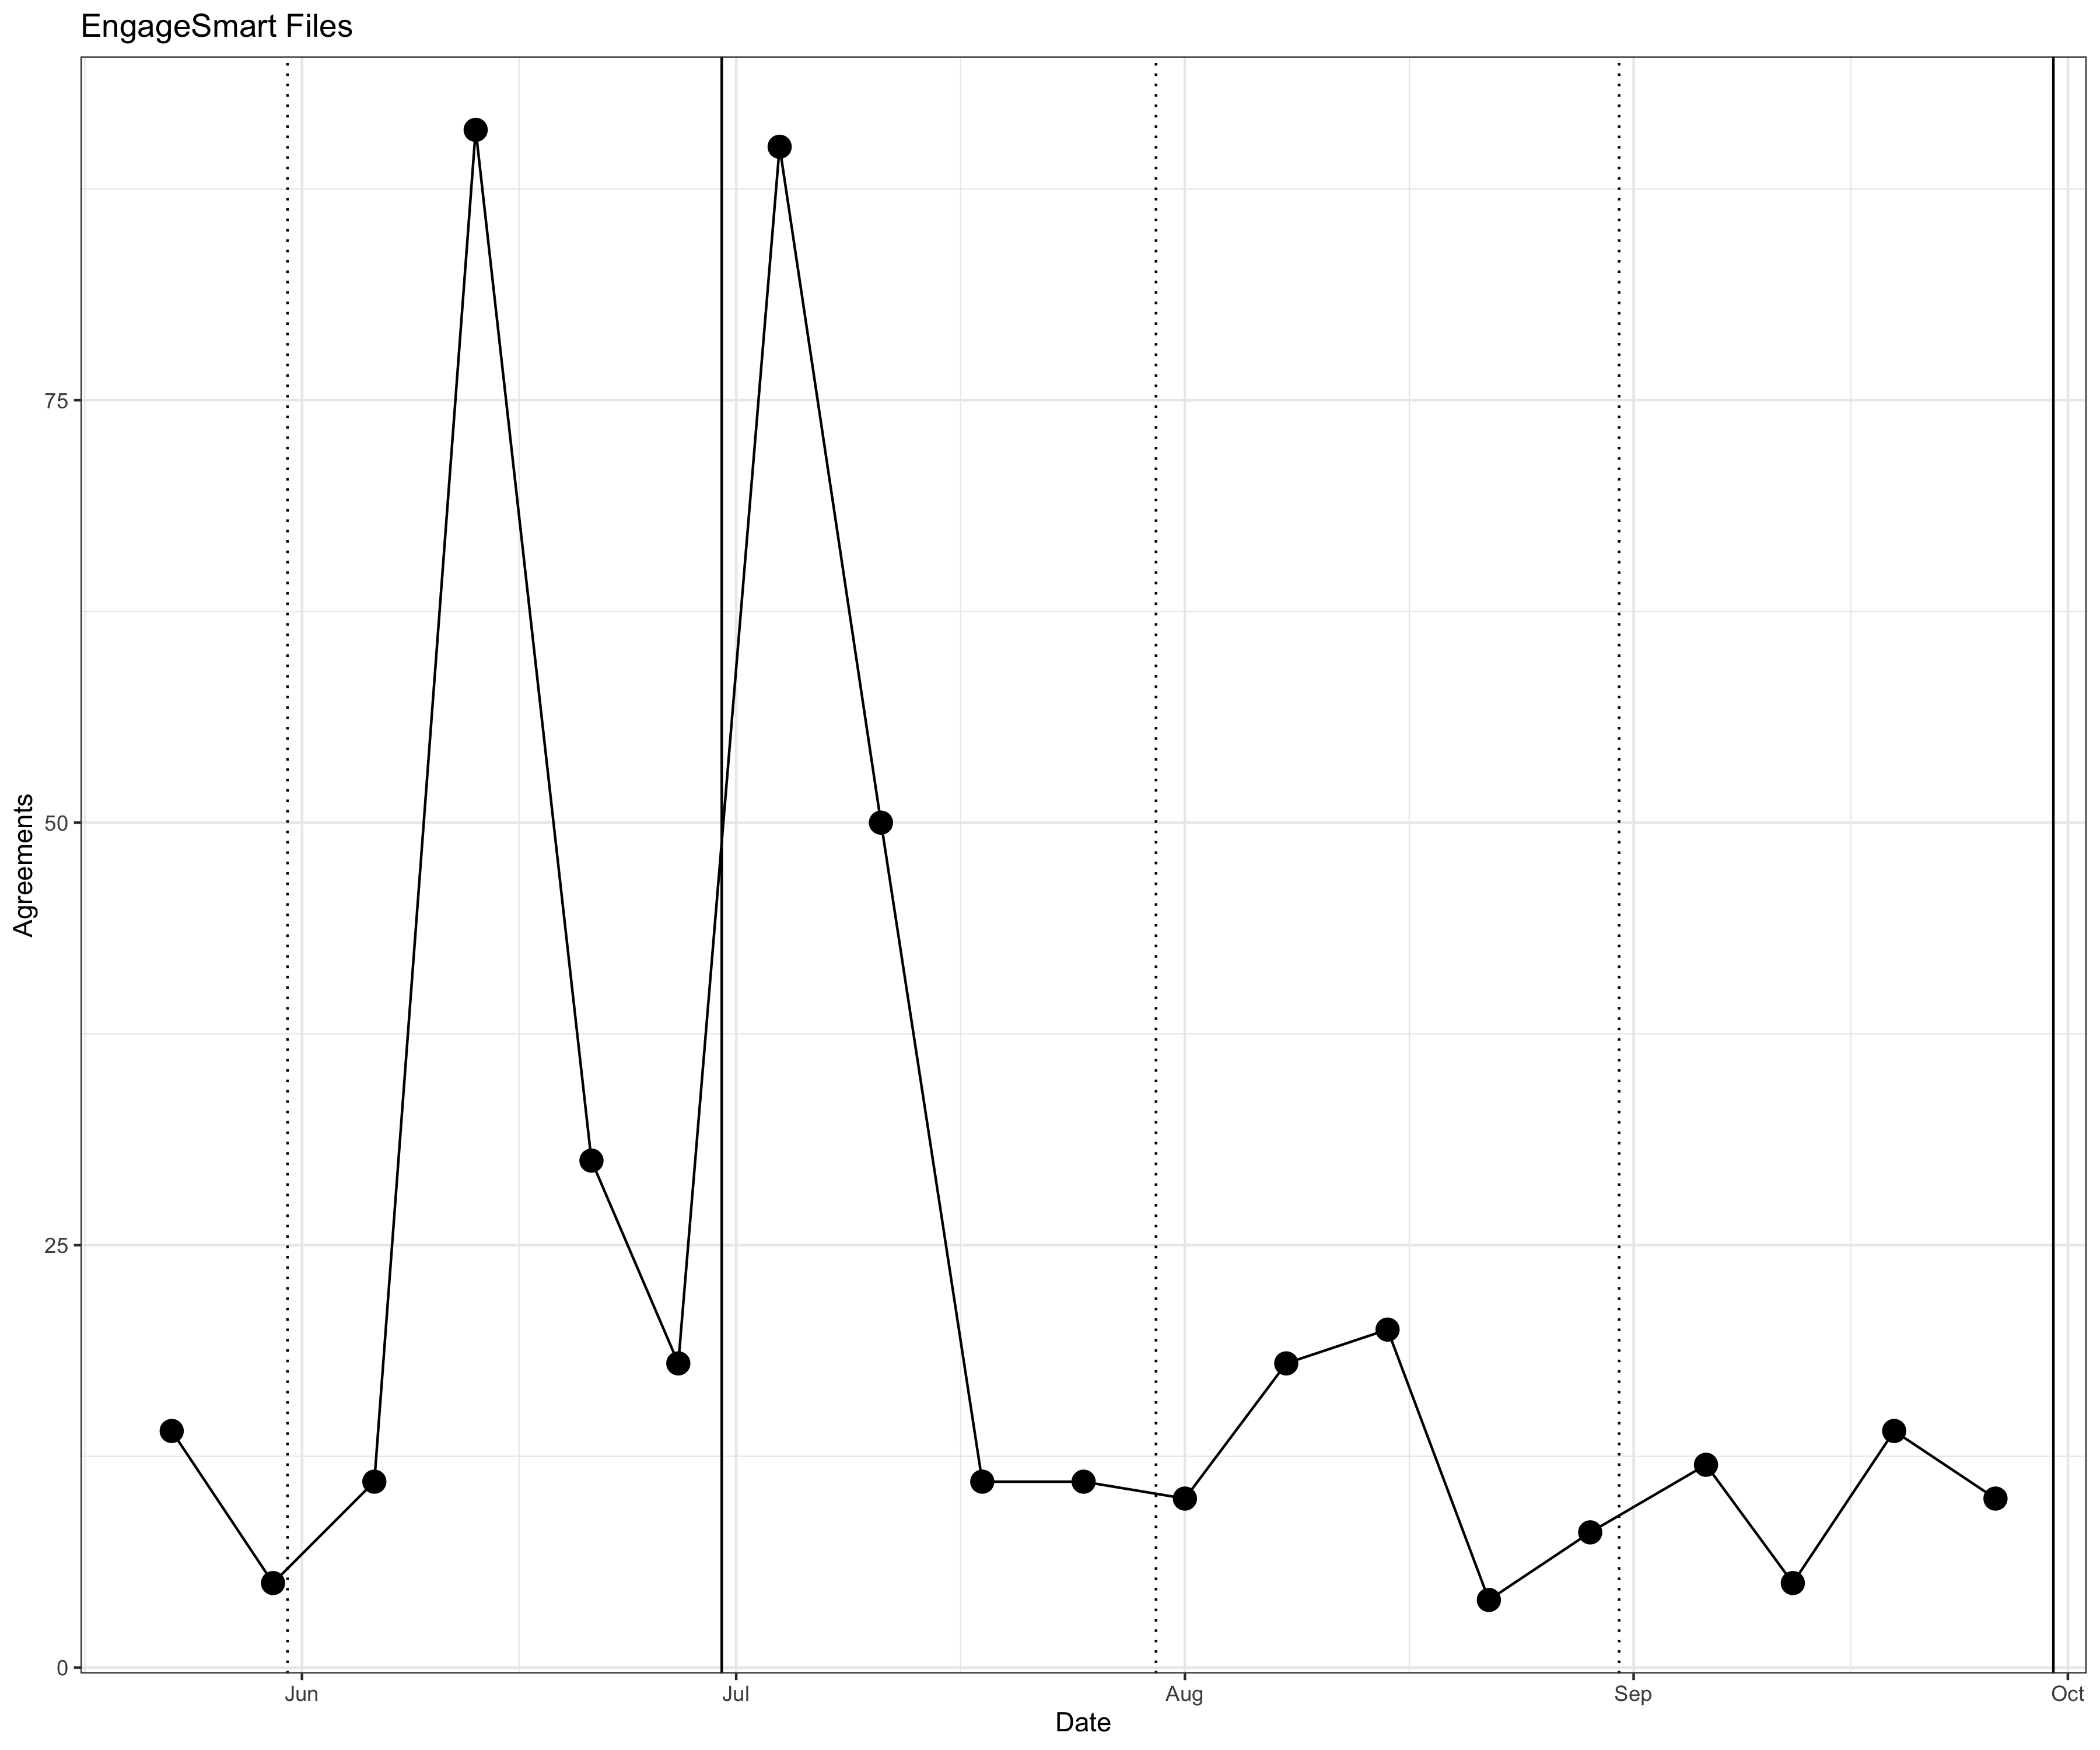 EngageSmart Files
Agreements
75
50
25
0
Jun Jul Aug Sep Oct
Date